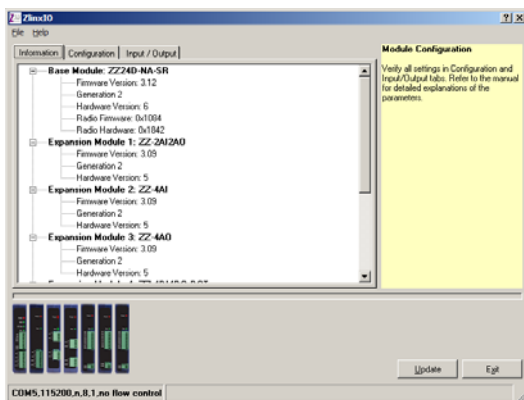 ZlinxIO
File Help
Information Configuration Input / Output
Base Module: ZZ24D-NA-SR
Firmware Version: 3.12
Generation 2
Hardware Version: 6
Radio Firmware: 0x1084
Radio Hardware: 0x1842
Expansion Module 1: ZZ-2AI2AO
Firmware Version: 3.09
Generation 2
Hardware Version: 5
Expansion Module 2: ZZ-4AI
Firmware Version: 3.09
Generation 2
Hardware Version: 5
Expansion Module 3: ZZ-4AO
Firmware Version: 3.09
Generation 2
Hardware Version: 5
Module Configuration
Verify all settings in Configuration and
Input/Output tabs. Refer to the manual
for detailed explanations of the
parameters.
Update Exit
COM5,115200,n,8,1,no flow control